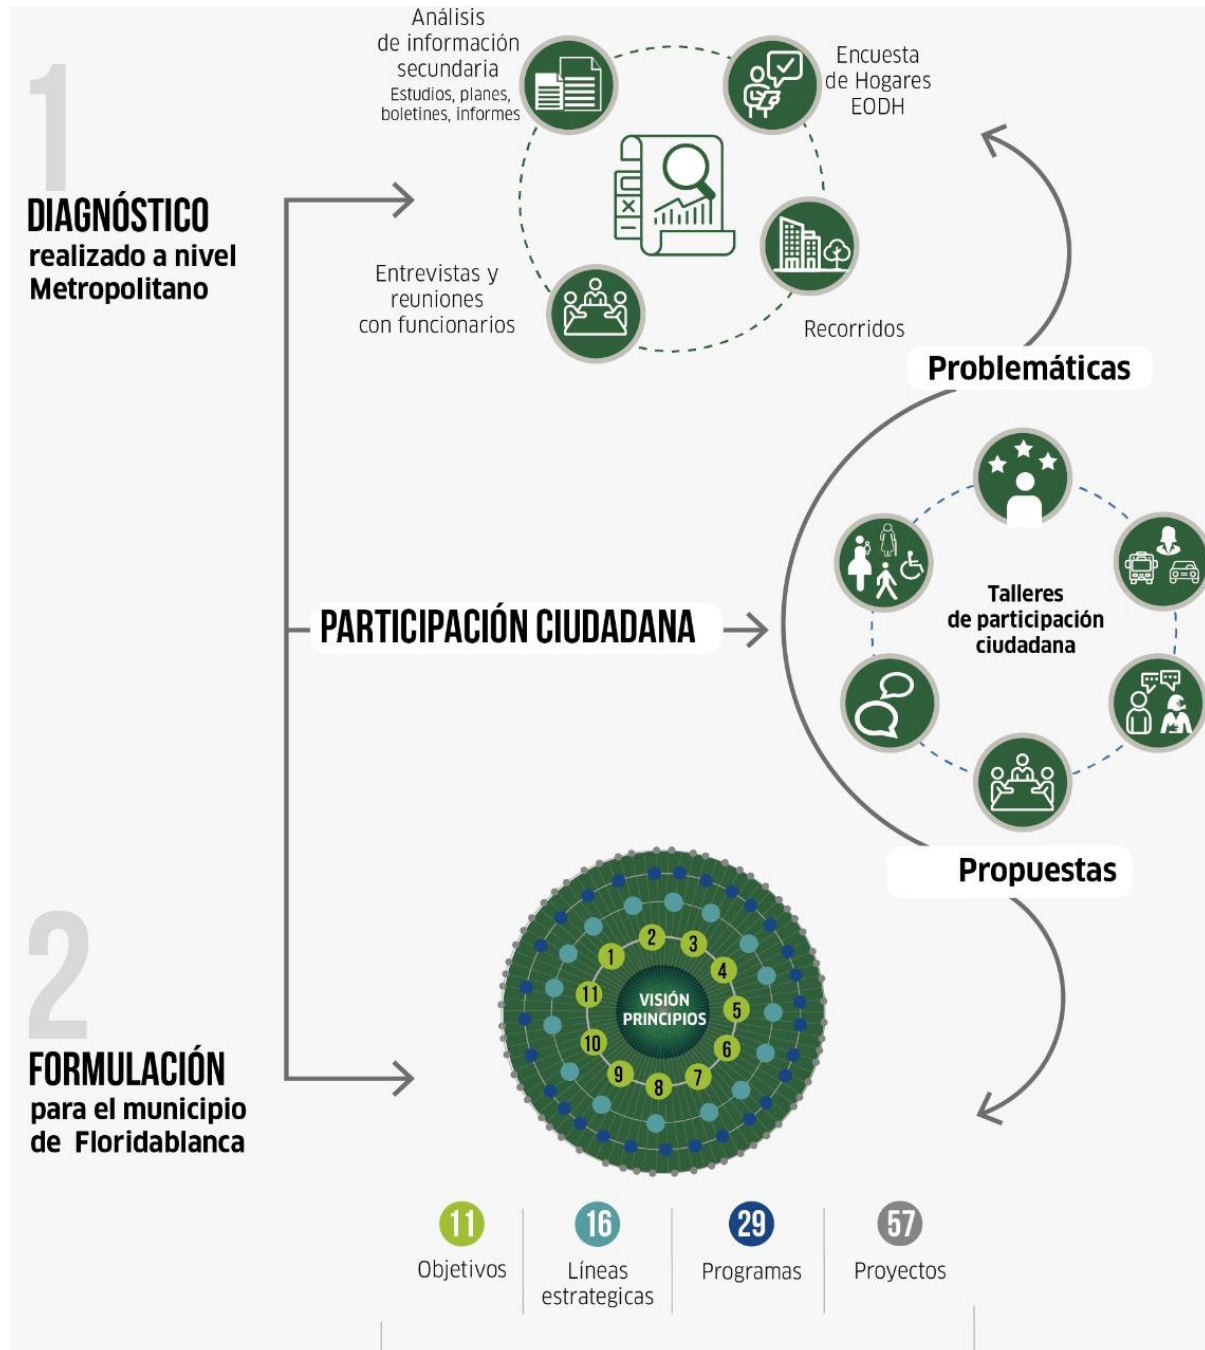 1
DIAGNÓSTICO
realizado a nivel
Metropolitano
Análisis
de información
secundaria
Estudios, planes,
boletines, informes
Encuesta
de Hogares
EODH
Entrevistas y
reuniones
con funcionarios
Recorridos
Problemáticas
PARTICIPACIÓN CIUDADANA
Talleres
de participación
ciudadana
Propuestas
2
FORMULACIÓN
para el municipio
de Floridablanca
VISIÓN
PRINCIPIOS
1
2
3
4
5
6
7
8
9
10
11
11
Objetivos
16
Líneas
estrategicas
29
Programas
57
Proyectos